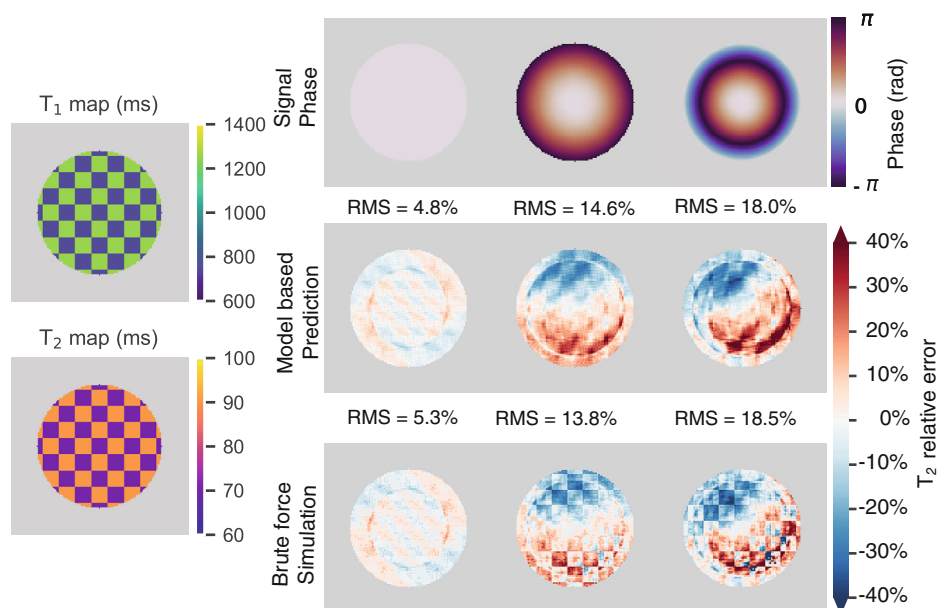 T1 map (ms)
1400
1200
1000
800
600
T2 map (ms)
100
90
80
70
60
Signal
Phase
π
0
- π
Phase (rad)
RMS = 4.8%
RMS = 14.6%
RMS = 18.0%
Model based
Prediction
RMS = 5.3%
RMS = 13.8%
RMS = 18.5%
Brute force
Simulation
40%
30%
20%
10%
0%
-10%
-20%
-30%
-40%
T2 relative error